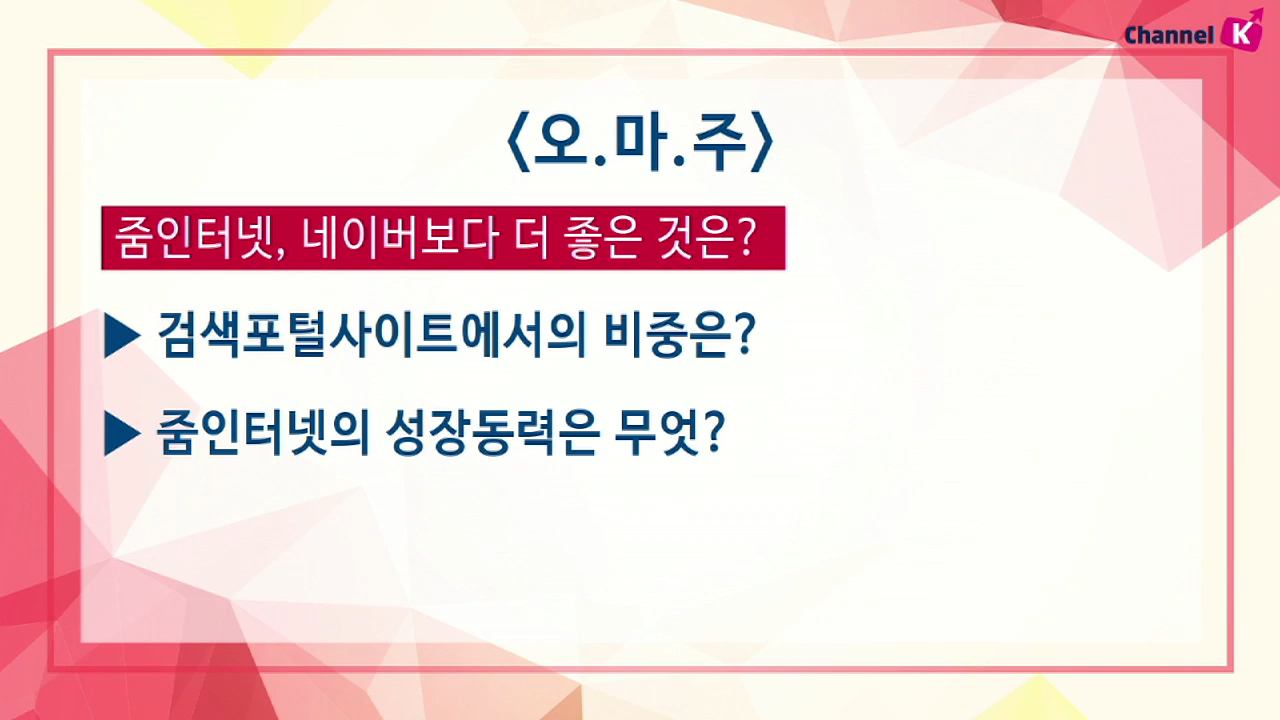 Channel K
〈오.마.주〉
줌인터넷, 네이버보다 더 좋은 것은?
▶ 검색포털사이트에서의 비중은?
▶ 줌인터넷의 성장동력은 무엇?